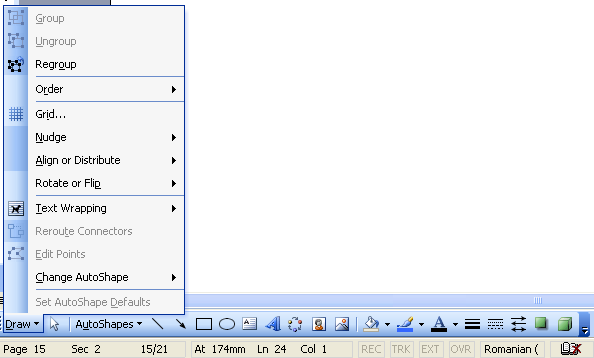 Group
Ungroup
Regroup
Order
Grid...
Nudge
Align or Distribute
Rotate or Flip
Text Wrapping
Reroute Connectors
Edit Points
Change AutoShape
Set AutoShape Defaults
Draw AutoShapes
Page 15 Sec 2 15/21 At 174mm Ln 24 Col 1 REC TRK EXT OVR Romanian (